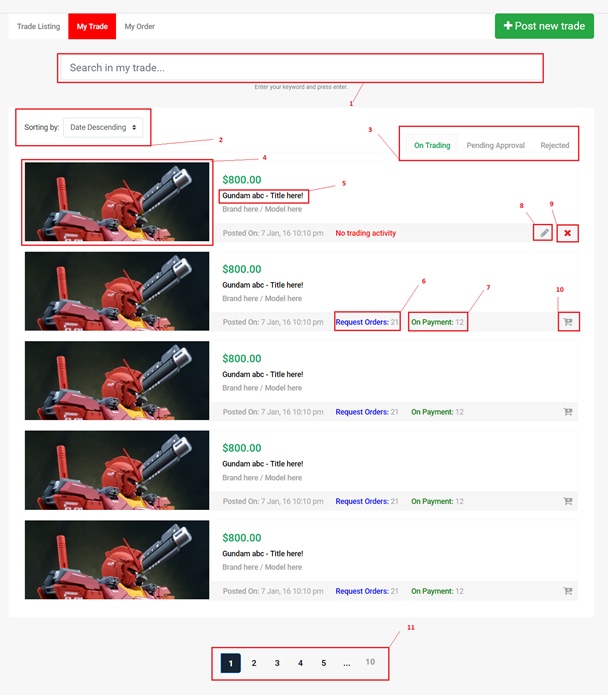 Trade Listing My Trade My Order + Post new trade
Search in my trade...
Enter your keyword and press enter.
1
Sorting by: Date Descending 2
3
On Trading Pending Approval Rejected
4
$800.00
5
Gundam abc - Title here!
Brand here / Model here
8 9
Posted On: 7 Jan, 16 10:10 pm No trading activity
$800.00
6 7 10
Gundam abc - Title here!
Brand here / Model here
Posted On: 7 Jan, 16 10:10 pm Request Orders: 21 On Payment: 12
$800.00
Gundam abc - Title here!
Brand here / Model here
Posted On: 7 Jan, 16 10:10 pm Request Orders: 21 On Payment: 12
$800.00
Gundam abc - Title here!
Brand here / Model here
Posted On: 7 Jan, 16 10:10 pm Request Orders: 21 On Payment: 12
$800.00
Gundam abc - Title here!
Brand here / Model here
Posted On: 7 Jan, 16 10:10 pm Request Orders: 21 On Payment: 12
11
1 2 3 4 5 ... 10